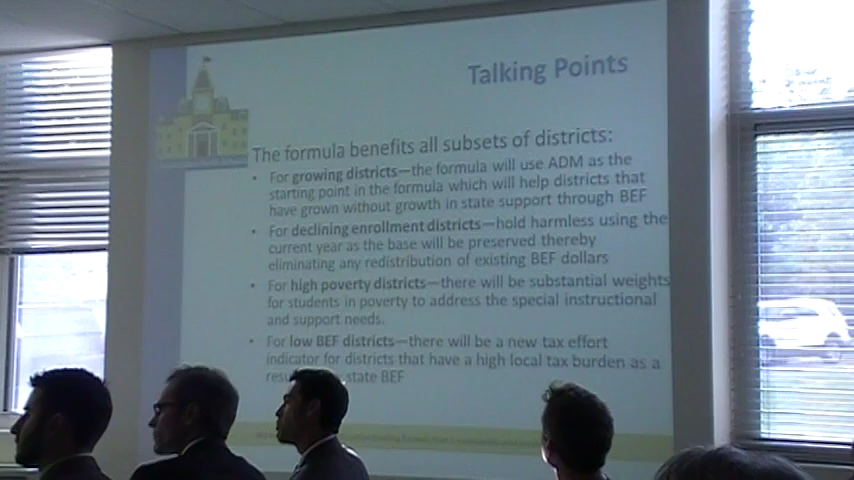 Talking Points
The formula benefits all subsets of districts:
• For growing districts—the formula will use ADM as the
starting point in the formula which will help districts that
have grown without growth in state support through BEF
• For declining enrollment districts—hold harmless using the
current year as the base will be preserved thereby
eliminating any redistribution of existing BEF dollars
• For high poverty districts—there will be substantial weights
for students in poverty to address the special instructional
and support needs.
• For low BEF districts—there will be a new tax effort
indicator for districts that have a high local tax burden as a
state BEF